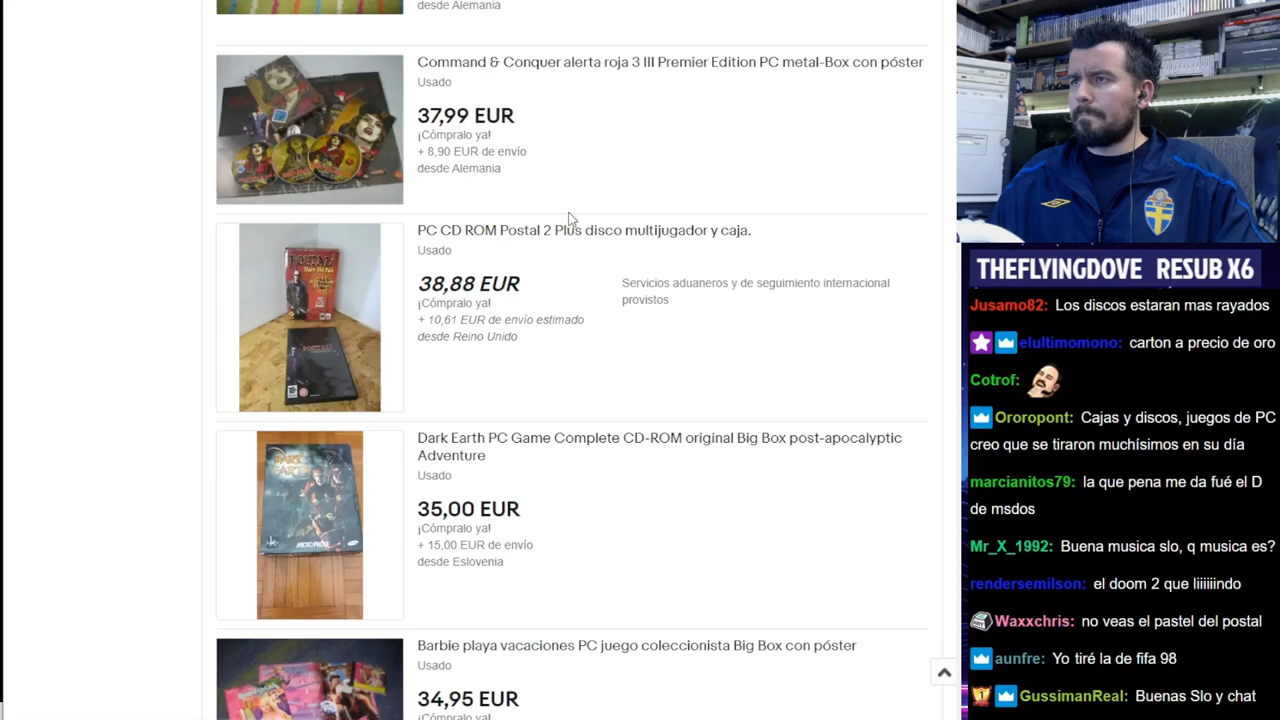 desde Alemania
Command & Conquer alerta roja 3 III Premier Edition PC metal-Box con póster
Usado
37,99 EUR
¡Cómpralo ya!
+ 8,90 EUR de envío
desde Alemania
PC CD ROM Postal 2 Plus disco multijugador y caja.
Usado
38,88 EUR
¡Cómpralo ya!
+ 10,61 EUR de envío estimado
desde Reino Unido
Servicios aduaneros y de seguimiento internacional
provistos
POSTAL 2
DARK EARTH
MICROPROSE
Dark Earth PC Game Complete CD-ROM original Big Box post-apocalyptic
Adventure
Usado
35,00 EUR
¡Cómpralo ya!
+ 15,00 EUR de envío
desde Eslovenia
Barbie playa vacaciones PC juego coleccionista Big Box con póster
Usado
34,95 EUR
¡Cómpralo ya!
THEFLYINGDOVE RESUB X6
Jusamo82: Los discos estaran mas rayados
elultimomono: carton a precio de oro
Cotrof:
Ororopont: Cajas y discos, juegos de PC
creo que se tiraron muchísimos en su día
marcianitos79: la que pena me da fué el D
de msdos
Mr_X_1992: Buena musica slo, q musica es?
rendersemilson: el doom 2 que liiiiiindo
Waxxchris: no veas el pastel del postal
aunfre: Yo tiré la de fifa 98
GussimanReal: Buenas Slo y chat